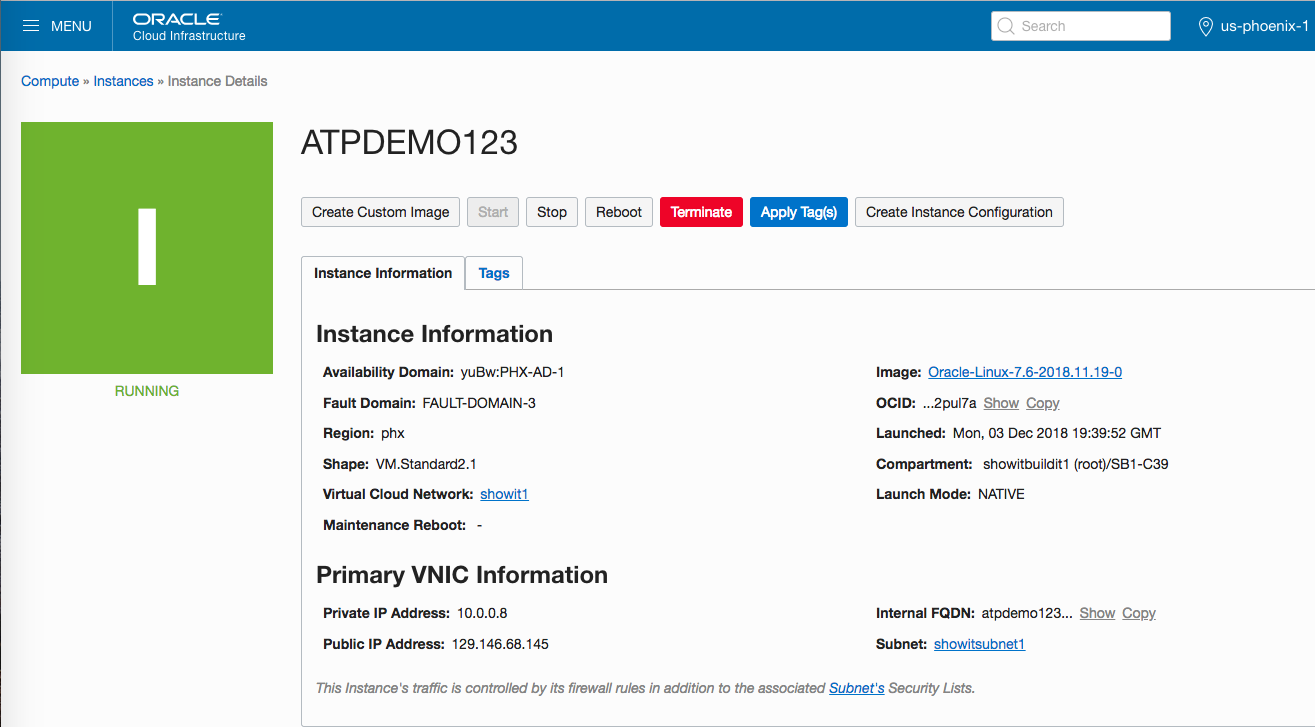 MENU
ORACLE
Cloud Infrastructure
Search
us-phoenix-1
Compute » Instances » Instance Details
I
RUNNING
ATPDEMO123
Create Custom Image Start Stop Reboot Terminate Apply Tag(s) Create Instance Configuration
Instance Information Tags
Instance Information
Availability Domain: yuBw:PHX-AD-1
Fault Domain: FAULT-DOMAIN-3
Region: phx
Shape: VM.Standard2.1
Virtual Cloud Network: showit1
Maintenance Reboot: -
Image: Oracle-Linux-7.6-2018.11.19-0
OCID: ...2pul7a Show Copy
Launched: Mon, 03 Dec 2018 19:39:52 GMT
Compartment: showitbuildit1 (root)/SB1-C39
Launch Mode: NATIVE
Primary VNIC Information
Private IP Address: 10.0.0.8
Public IP Address: 129.146.68.145
Internal FQDN: atpdemo123... Show Copy
Subnet: showitsubnet1
This Instance's traffic is controlled by its firewall rules in addition to the associated Subnet's Security Lists.